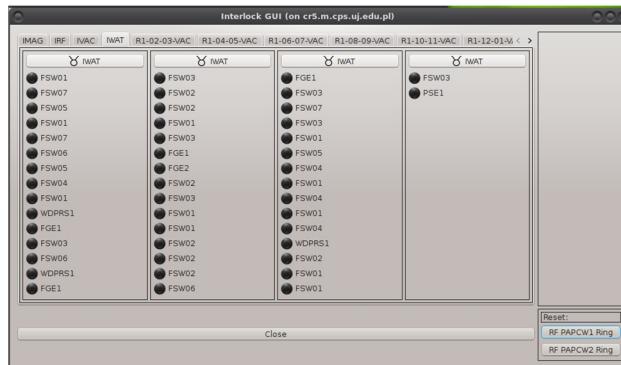 Interlock GUI (on cr5.m.cps.uj.edu.pl)
IMAG IRF IVAC IWAT R1-02-03-VAC R1-04-05-VAC R1-06-07-VAC R1-08-09-VAC R1-10-11-VAC R1-12-01-VA < >
IWAT
FSW01
FSW07
FSW05
FSW01
FSW07
FSW06
FSW05
FSW04
FSW01
WDPRS1
FGE1
FSW03
FSW06
WDPRS1
FGE1
IWAT
FSW03
FSW02
FSW02
FSW01
FSW03
FGE1
FGE2
FSW02
FSW03
FSW01
FSW01
FSW02
FSW02
FSW02
FSW06
IWAT
FGE1
FSW03
FSW07
FSW03
FSW01
FSW05
FSW04
FSW01
FSW04
FSW01
FSW04
WDPRS1
FSW02
FSW01
FSW01
IWAT
FSW03
PSE1
Close
Reset:
RF PAPCW1 Ring
RF PAPCW2 Ring